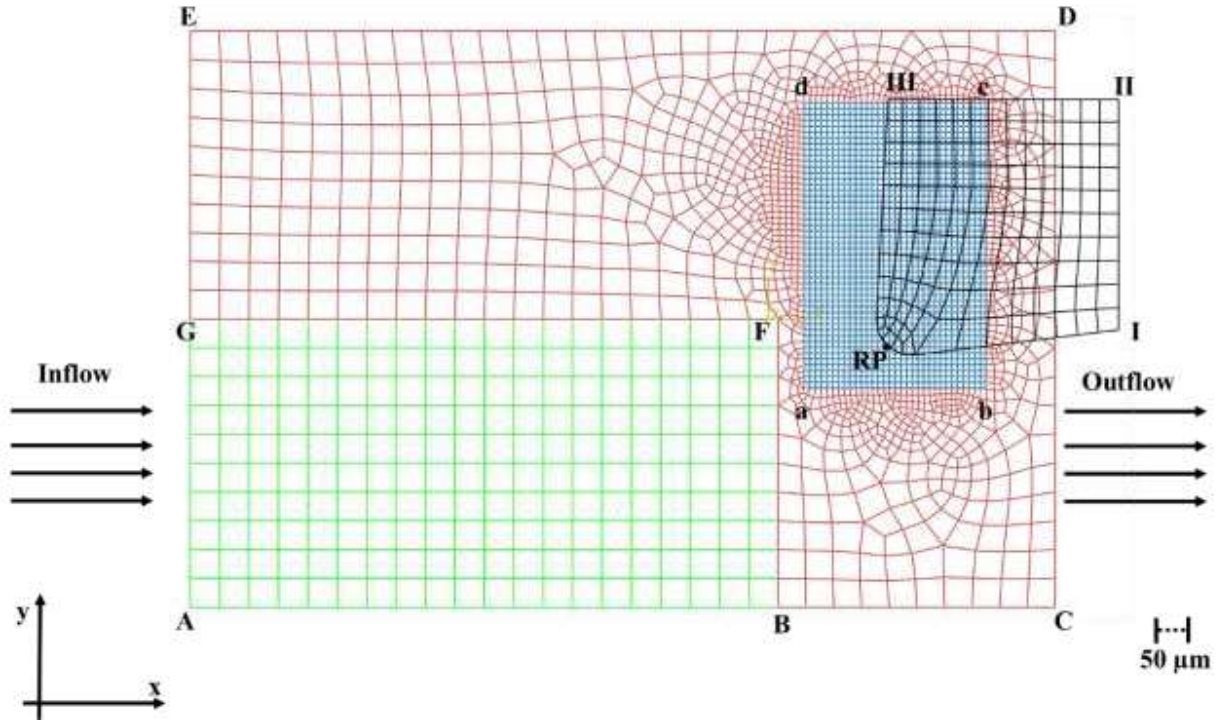 E D
d III c II
G F I
RP
Inflow Outflow
a b
y
A B C
x 50 µm